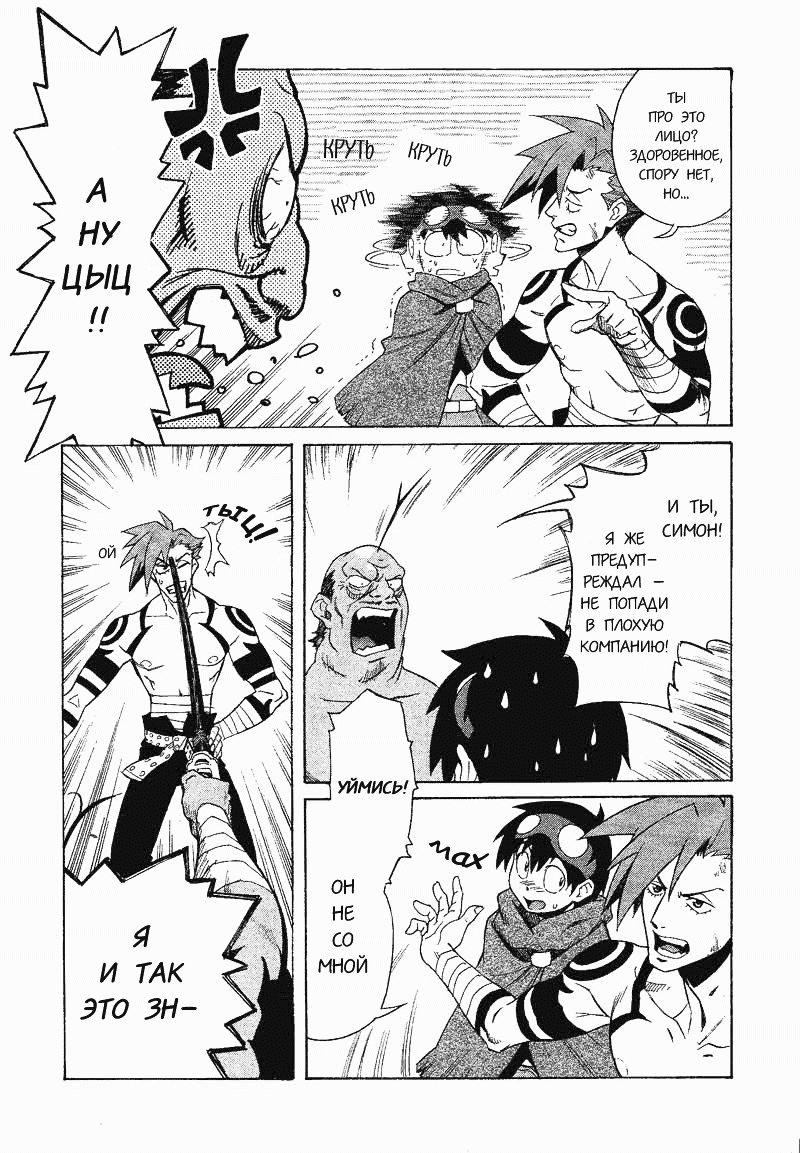 ТЫ
ПРО ЭТО
ЛИЦО?
ЗДОРОВЕННОЕ,
СПОРУ НЕТ,
НО...
КРУТЬ
КРУТЬ
КРУТЬ
А
НУ
ЦЫЦ
!!
И ТЫ,
СИМОН!
Я ЖЕ
ПРЕДУП-
РЕЖДАЛ –
НЕ ПОПАДИ
В ПЛОХУЮ
КОМПАНИЮ!
ТЫЦ!
ОЙ
Я
И ТАК
ЭТО ЗН-
УЙМИСЬ!
ОН
НЕ
СО
МНОЙ
МАХ